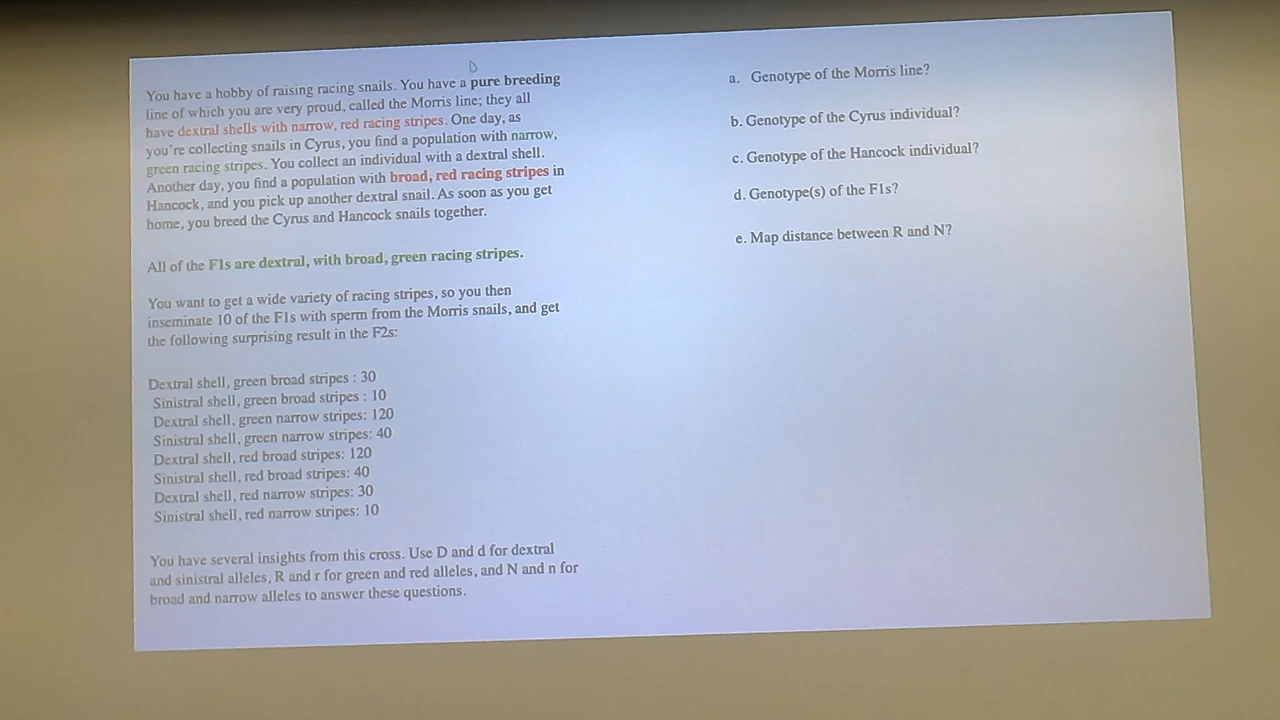 You have a hobby of raising racing snails. You have a pure breeding
line of which you are very proud, called the Morris line; they all
have dextral shells with narrow, red racing stripes. One day, as
you're collecting snails in Cyrus, you find a population with narrow,
green racing stripes. You collect an individual with a dextral shell.
Another day, you find a population with broad, red racing stripes in
Hancock, and you pick up another dextral snail. As soon as you get
home, you breed the Cyrus and Hancock snails together.
All of the F1s are dextral, with broad, green racing stripes.
You want to get a wide variety of racing stripes, so you then
inseminate 10 of the F1s with sperm from the Morris snails, and get
the following surprising result in the F2s:
Dextral shell, green broad stripes : 30
Sinistral shell, green broad stripes : 10
Dextral shell, green narrow stripes: 120
Sinistral shell, green narrow stripes: 40
Dextral shell, red broad stripes: 120
Sinistral shell, red broad stripes: 40
Dextral shell, red narrow stripes: 30
Sinistral shell, red narrow stripes: 10
You have several insights from this cross. Use D and d for dextral
and sinistral alleles, R and r for green and red alleles, and N and n for
broad and narrow alleles to answer these questions.
a. Genotype of the Morris line?
b. Genotype of the Cyrus individual?
c. Genotype of the Hancock individual?
d. Genotype(s) of the F1s?
e. Map distance between R and N?